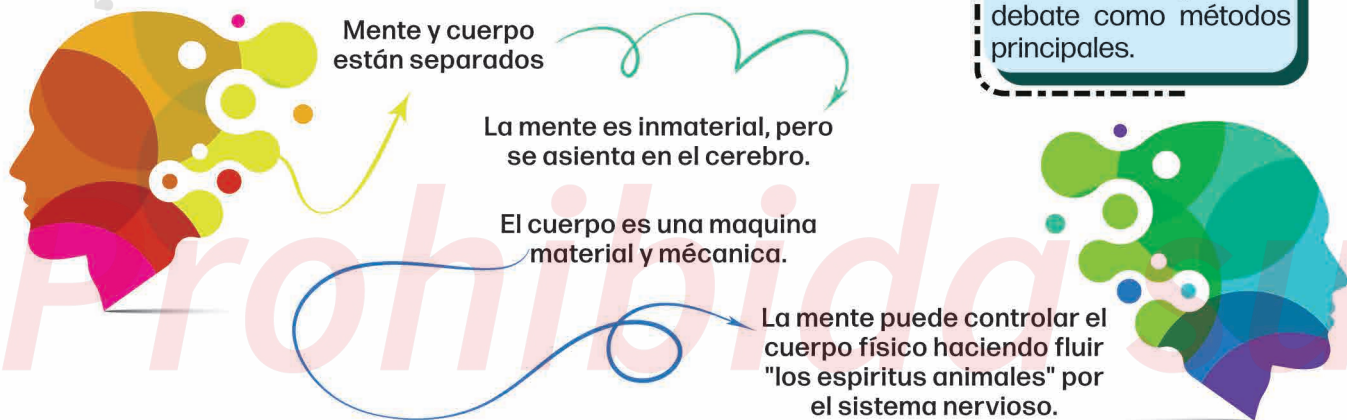 debate como métodos
principales.
Mente y cuerpo
están separados
La mente es inmaterial, pero
se asienta en el cerebro.
El cuerpo es una maquina
material y mécanica.
La mente puede controlar el
cuerpo físico haciendo fluir
"los espiritus animales" por
el sistema nervioso.
Prohibida su